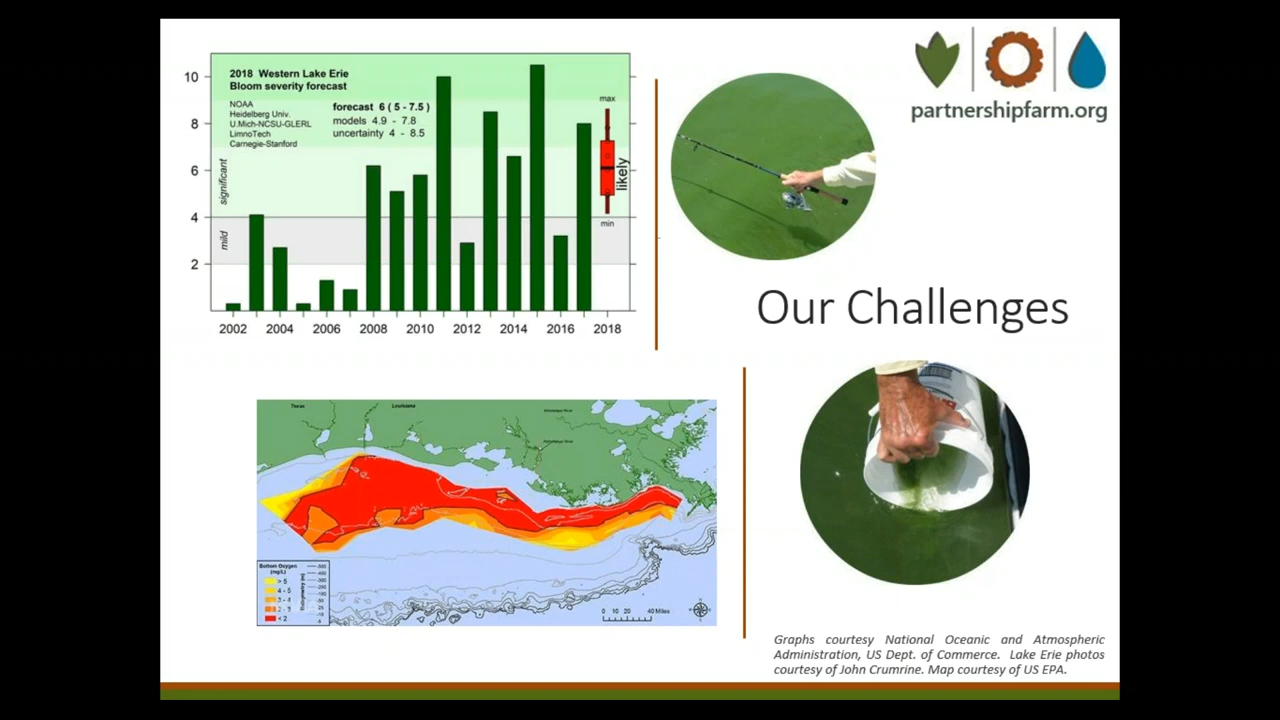 2018 Western Lake Erie
Bloom severity forecast
NOAA
Heidelberg Univ.
U.Mich-NCSU-GLERL
LimnoTech
Carnegie-Stanford
forecast 6 ( 5 - 7.5 )
models 4.9 - 7.8
uncertainty 4 - 8.5
10
8
6
4
2
significant
mild
max
likely
min
2002 2004 2006 2008 2010 2012 2014 2016 2018
partnershipfarm.org
Our Challenges
Texas
Louisiana
Bottom Oxygen
(mg/L)
> 5
4 - 5
3 - 4
2 - 3
< 2
0 10 20 40 Miles
Graphs courtesy National Oceanic and Atmospheric
Administration, US Dept. of Commerce. Lake Erie photos
courtesy of John Crumrine. Map courtesy of US EPA.